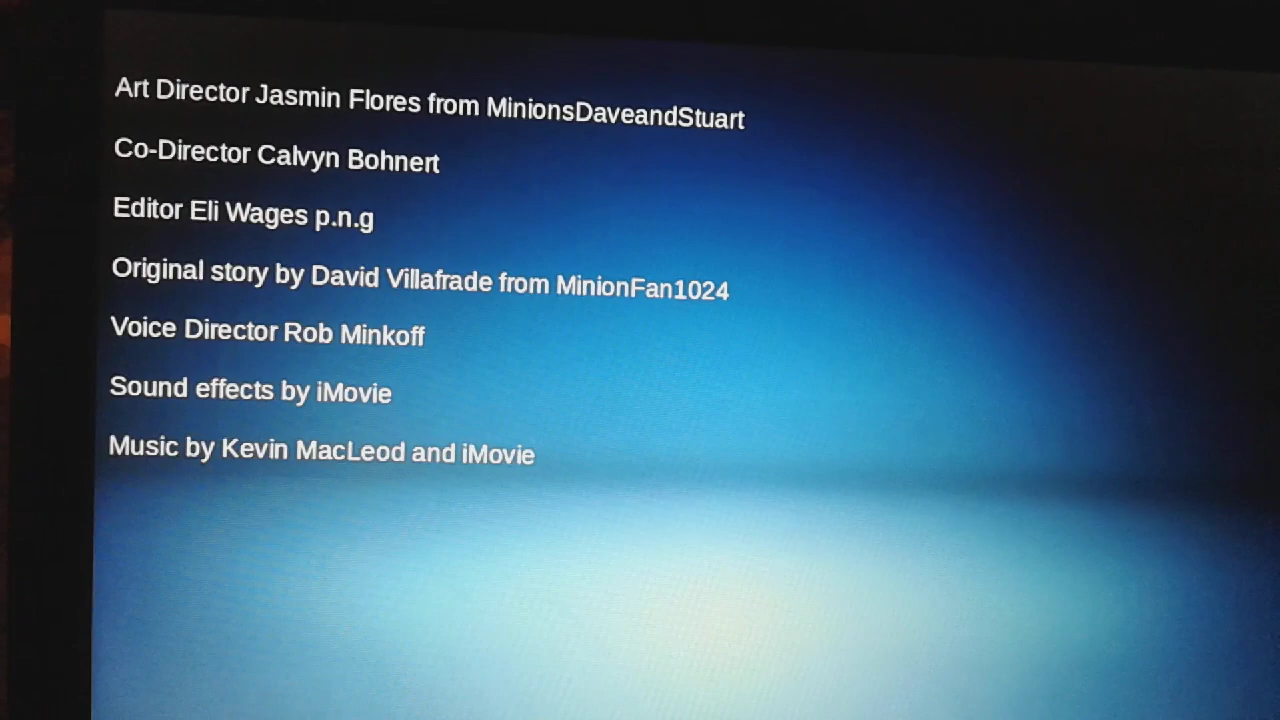 Art Director Jasmin Flores from MinionsDaveandStuart
Co-Director Calvyn Bohnert
Editor Eli Wages p.n.g
Original story by David Villafrade from MinionFan1024
Voice Director Rob Minkoff
Sound effects by iMovie
Music by Kevin MacLeod and iMovie